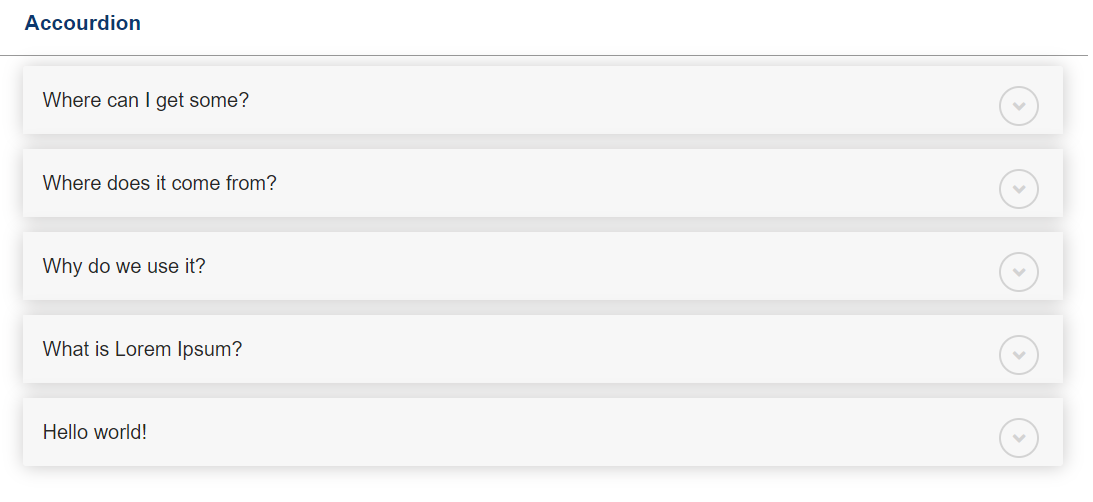 Accourdion
Where can I get some?
Where does it come from?
Why do we use it?
What is Lorem Ipsum?
Hello world!